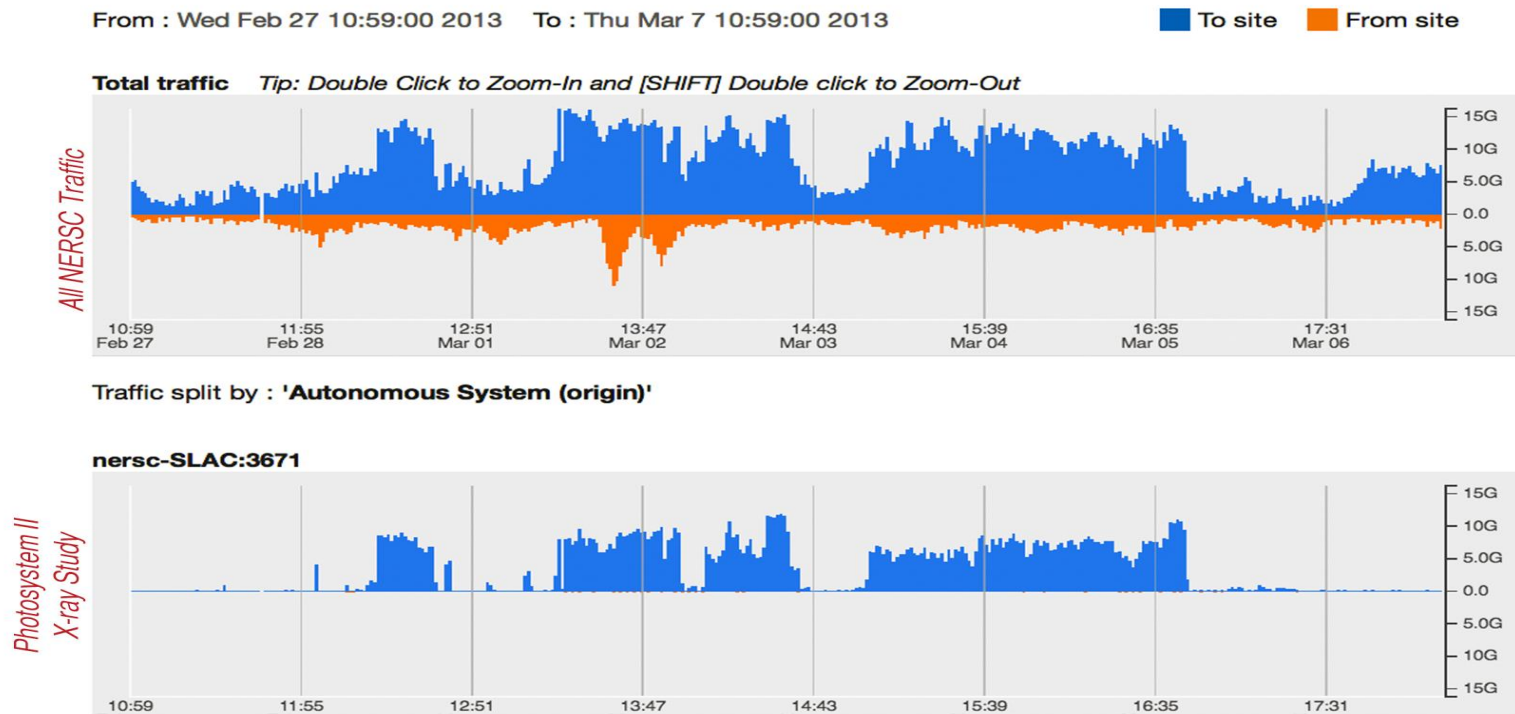 From : Wed Feb 27 10:59:00 2013 To : Thu Mar 7 10:59:00 2013 To site From site
Total traffic Tip: Double Click to Zoom-In and [SHIFT] Double click to Zoom-Out
All NERSC Traffic
15G
10G
5.0G
0.0
5.0G
10G
15G
10:59 11:55 12:51 13:47 14:43 15:39 16:35 17:31
Feb 27 Feb 28 Mar 01 Mar 02 Mar 03 Mar 04 Mar 05 Mar 06
Traffic split by : 'Autonomous System (origin)'
nersc-SLAC:3671
Photosystem II
X-ray Study
15G
10G
5.0G
0.0
5.0G
10G
15G
10:59 11:55 12:51 13:47 14:43 15:39 16:35 17:31